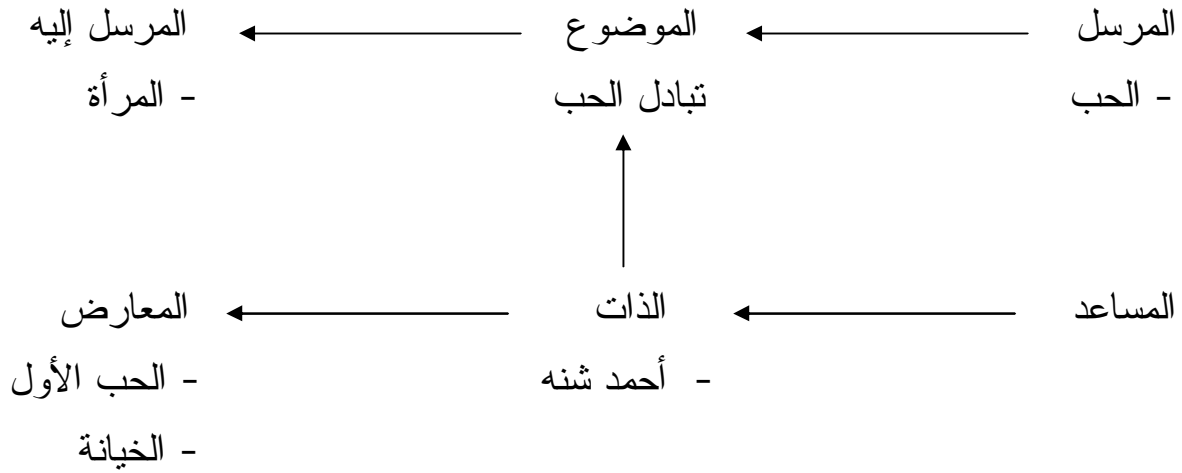 المرسل الموضوع المرسل إليه
- الحب تبادل الحب - المرأة
المساعد الذات المعارض
- أحمد شنه - الحب الأول
- الخيانة